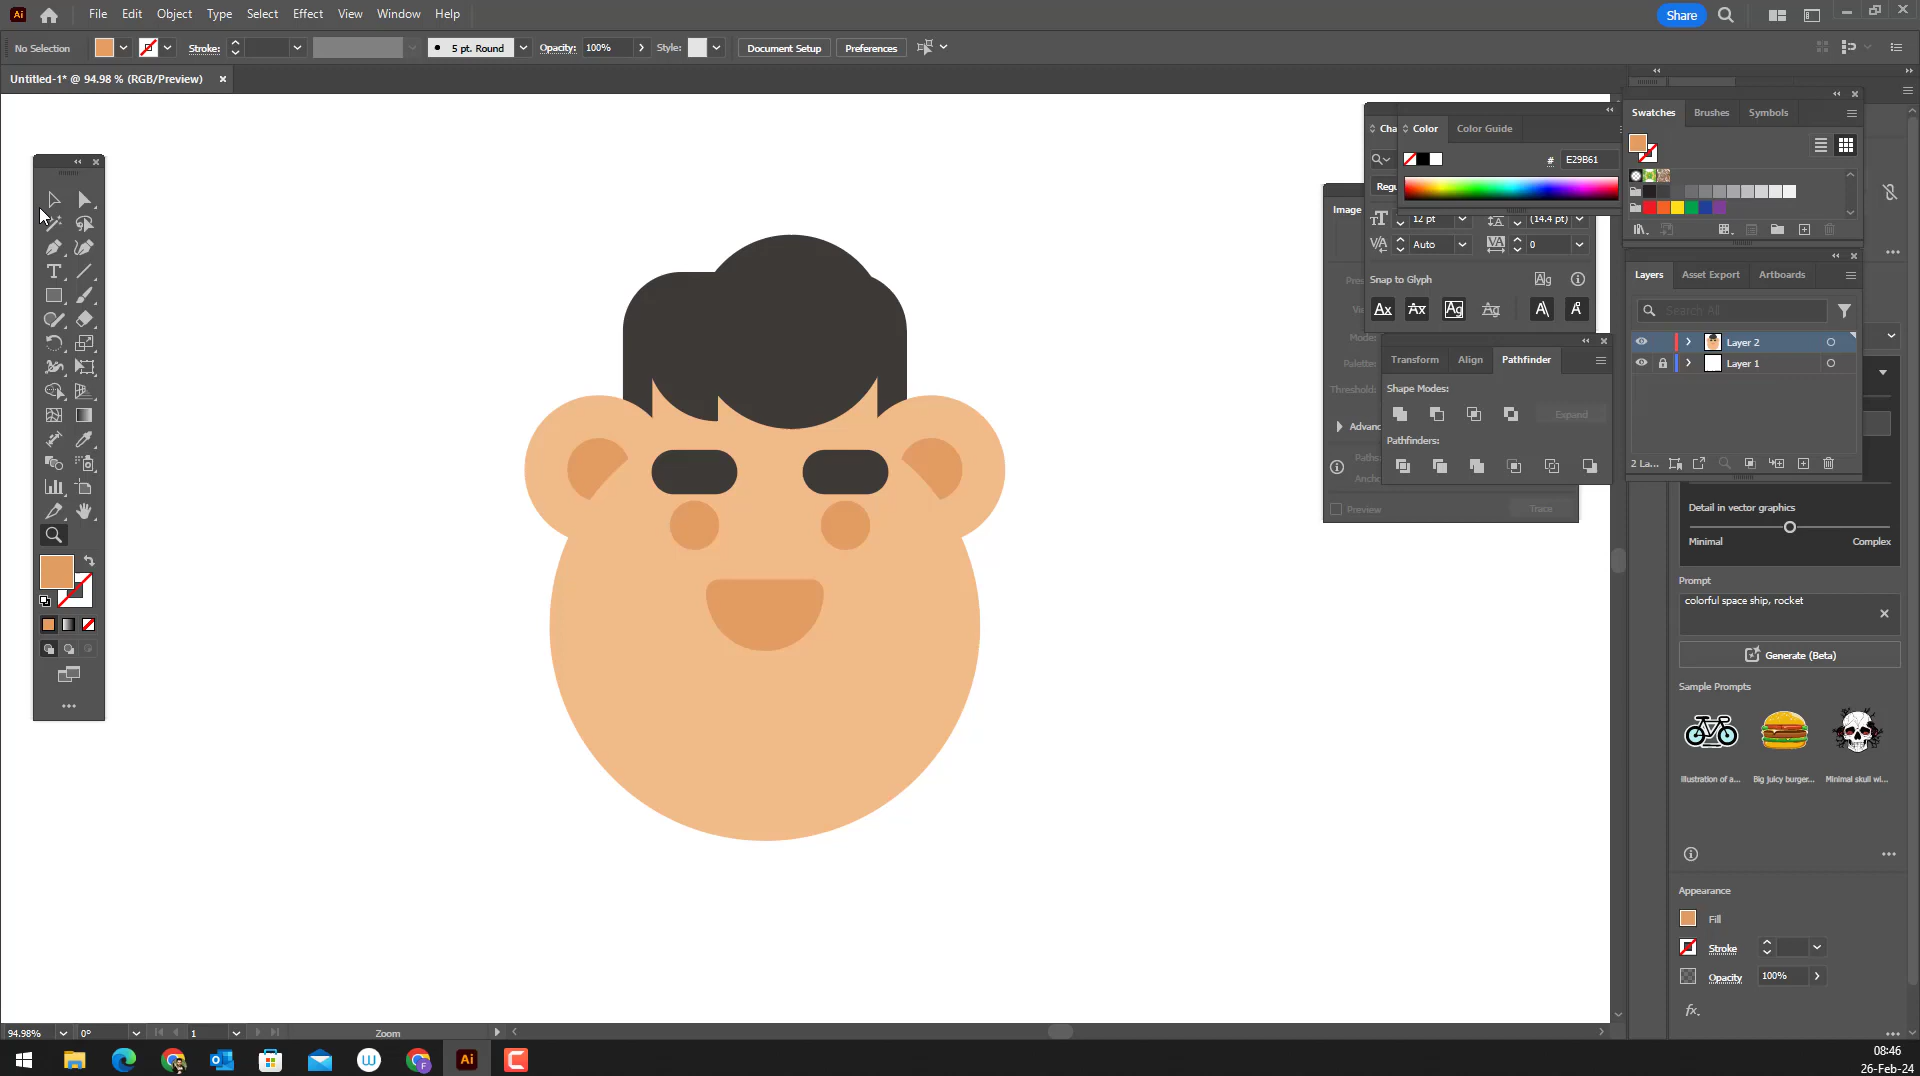 Ai
File
Edit
Object
Type
Select
Effect
View
Window
Help
Share
No Selection
Stroke:
5 pt. Round
Opacity:
100%
Style:
Document Setup
Preferences
Untitled-1* @ 94.98 % (RGB/Preview)
Cha
Color
Color Guide
# E29B61
Regu
12 pt
(14.4 pt)
Auto
0
Snap to Glyph
Image
Pres
Mode:
Palette:
Threshold:
Advanc
Paths:
Preview
Trace
Transform
Align
Pathfinder
Shape Modes:
Expand
Pathfinders:
Swatches
Brushes
Symbols
Layers
Asset Export
Artboards
Search All
Layer 2
Layer 1
2 La...
Detail in vector graphics
Minimal
Complex
Prompt
colorful space ship, rocket
Generate (Beta)
Sample Prompts
Illustration of a...
Big juicy burger...
Minimal skull wi...
Appearance
Fill
Stroke
Opacity
100%
fx.
94.98%
0°
1
Zoom
Ai
08:46
26-Feb-24